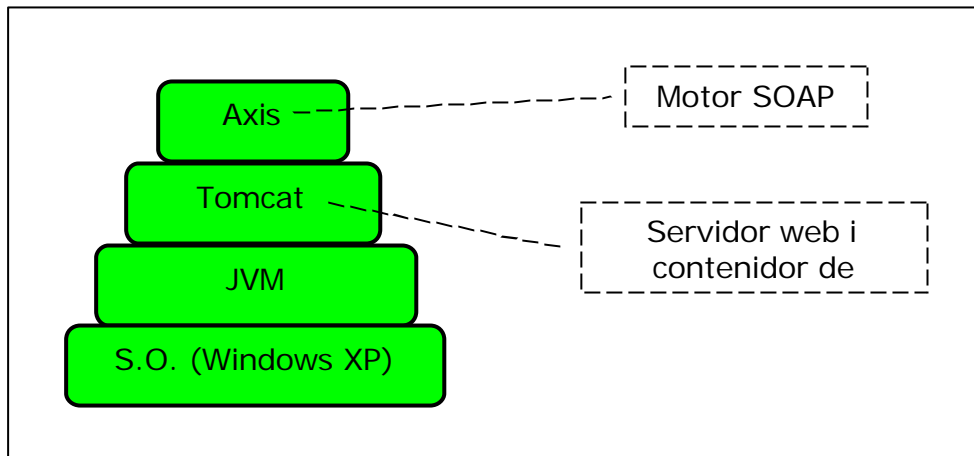 Axis
Motor SOAP
Tomcat
Servidor web i
contenidor de
JVM
S.O. (Windows XP)